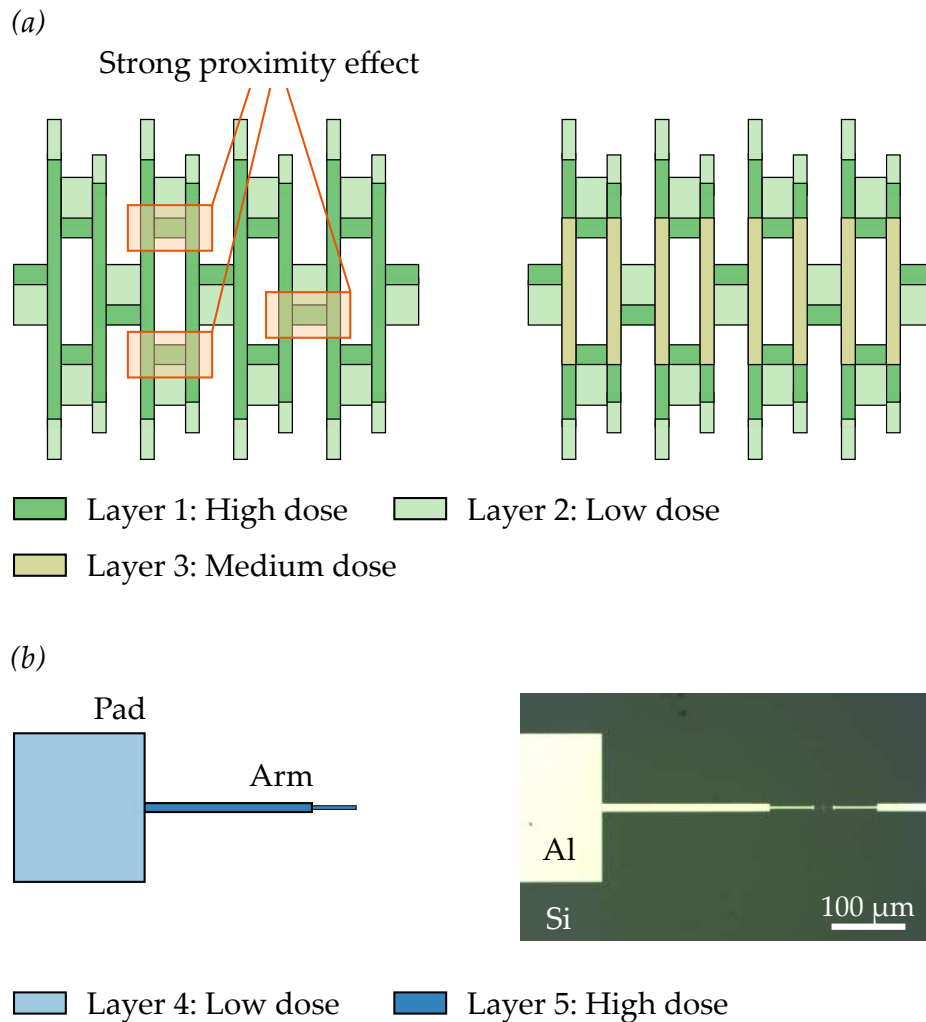 (a)
Strong proximity effect
Layer 1: High dose
Layer 2: Low dose
Layer 3: Medium dose
(b)
Pad
Arm
Al
Si
100 µm
Layer 4: Low dose
Layer 5: High dose